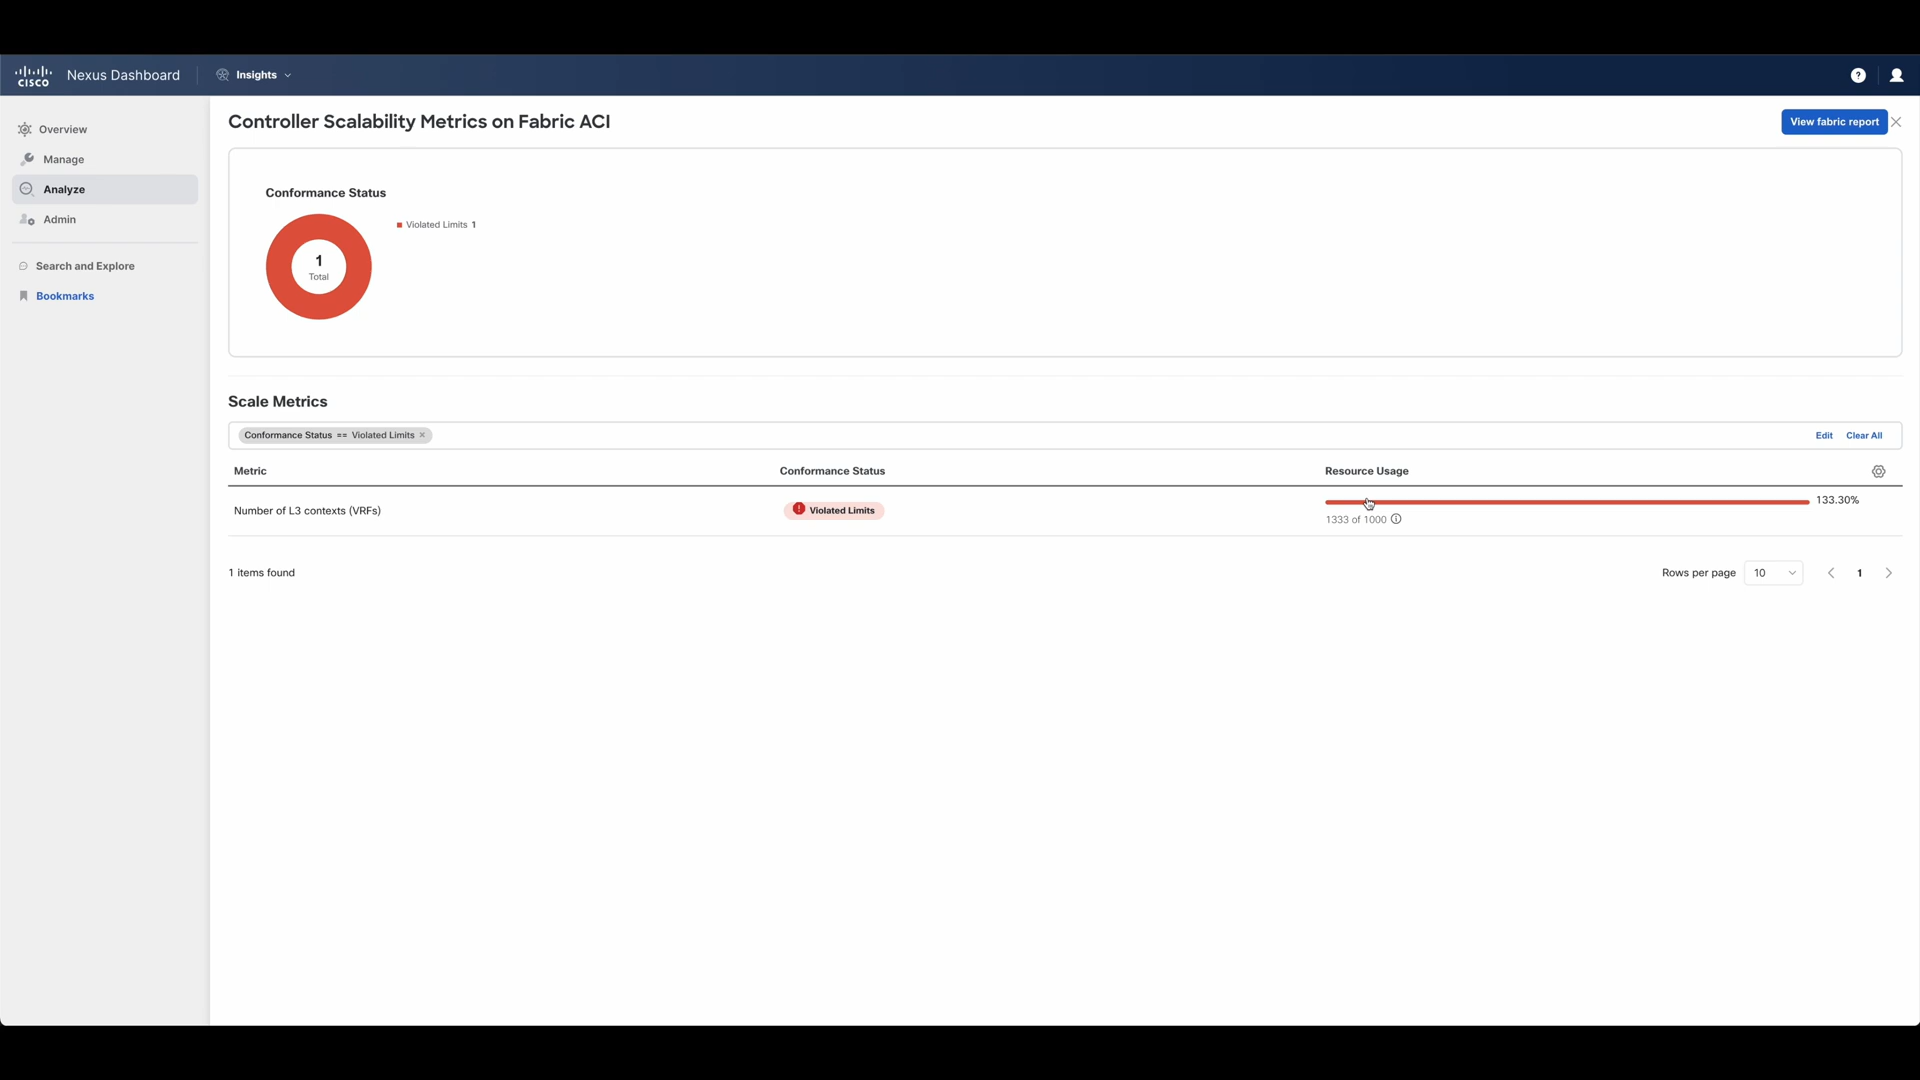 cisco
Nexus Dashboard
Insights
?
Overview
Manage
Analyze
Admin
Search and Explore
Bookmarks
Controller Scalability Metrics on Fabric ACI
View fabric report
Conformance Status
1
Total
Violated Limits 1
Scale Metrics
Conformance Status == Violated Limits ×
Edit Clear All
Metric Conformance Status Resource Usage
Number of L3 contexts (VRFs) ! Violated Limits 133.30%
1333 of 1000
1 items found Rows per page 10 1